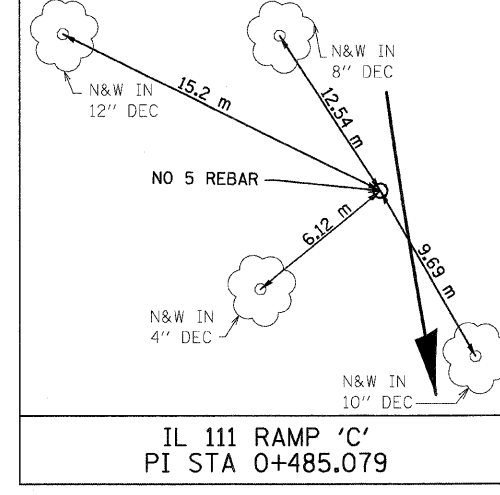 N&W IN
8" DEC
N&W IN
12" DEC
15.2 m
12.54 m
NO 5 REBAR
6.12 m
9.69 m
N&W IN
4" DEC
N&W IN
10" DEC
IL 111 RAMP 'C'
PI STA 0+485.079